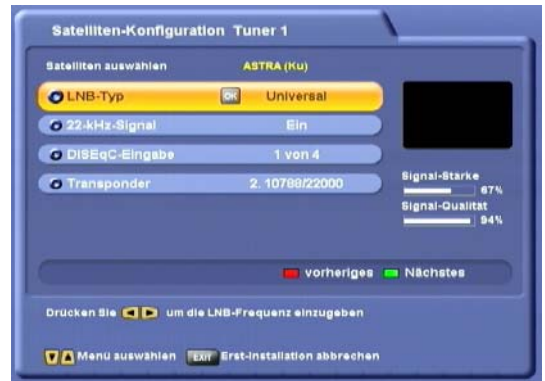 Satelliten-Konfiguration Tuner 1
Satelliten auswählen ASTRA (Ku)
LNB-Typ OK Universal
22-kHz-Signal Ein
DISEqC-Eingabe 1 von 4
Transponder 2. 10788/22000
Signal-Stärke
67%
Signal-Qualität
94%
vorheriges Nächstes
Drücken Sie ◀ ▶ um die LNB-Frequenz einzugeben
▼ ▲ Menü auswählen EXIT Erst-Installation abbrechen